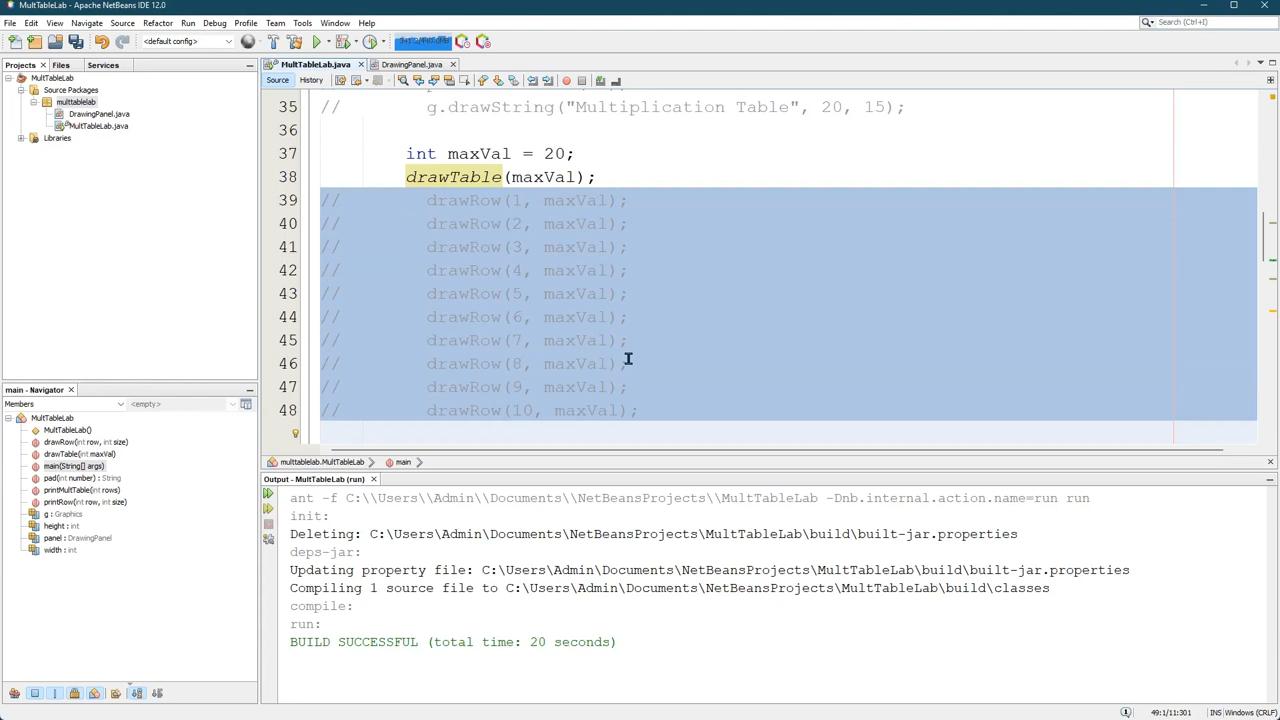 MultTableLab - Apache NetBeans IDE 12.0
File Edit View Navigate Source Refactor Run Debug Profile Team Tools Window Help
Search (Ctrl+I)
<default.config>
Projects Files Services
MultTableLab.java DrawingPanel.java
Source History
MultTableLab
Source Packages
multtablelab
DrawingPanel.java
MultTableLab.java
Libraries
35 // g.drawString("Multiplication Table", 20, 15);
36
37 int maxVal = 20;
38 drawTable(maxVal);
39 // drawRow(1, maxVal);
40 // drawRow(2, maxVal);
41 // drawRow(3, maxVal);
42 // drawRow(4, maxVal);
43 // drawRow(5, maxVal);
44 // drawRow(6, maxVal);
45 // drawRow(7, maxVal);
46 // drawRow(8, maxVal);
47 // drawRow(9, maxVal);
48 // drawRow(10, maxVal);
multtablelab.MultTableLab main
main - Navigator
Members <empty>
MultTableLab
MultTableLab()
drawRow(int row, int size)
drawTable(int maxVal)
main(String[] args)
pad(int number) : String
printMultTable(int rows)
printRow(int row, int size)
g : Graphics
height : int
panel : DrawingPanel
width : int
Output - MultTableLab (run)
ant -f C:\\Users\\Admin\\Documents\\NetBeansProjects\\MultTableLab -Dnb.internal.action.name=run run
init:
Deleting: C:\Users\Admin\Documents\NetBeansProjects\MultTableLab\build\built-jar.properties
deps-jar:
Updating property file: C:\Users\Admin\Documents\NetBeansProjects\MultTableLab\build\built-jar.properties
Compiling 1 source file to C:\Users\Admin\Documents\NetBeansProjects\MultTableLab\build\classes
compile:
run:
BUILD SUCCESSFUL (total time: 20 seconds)
49:1/11:301 INS Windows (CRLF)